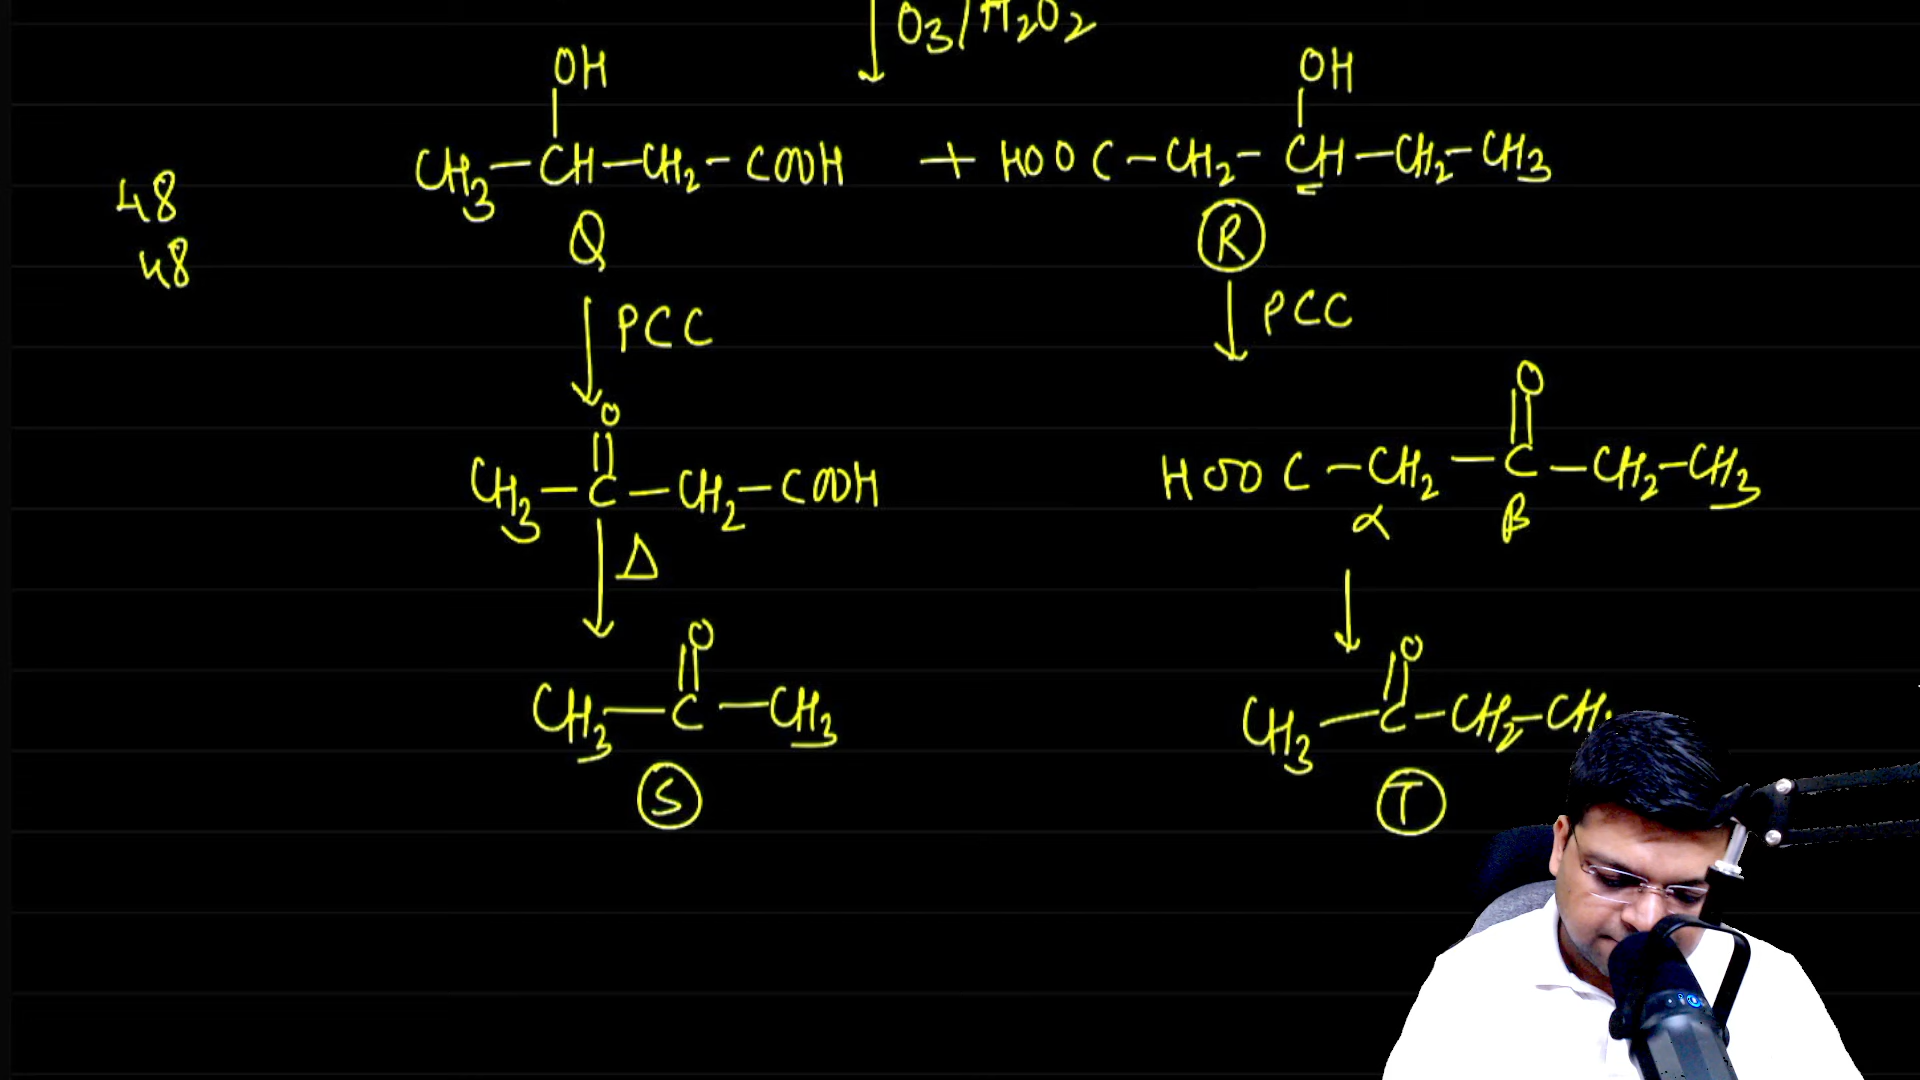 O3/H2O2
OH OH
CH3-CH-CH2-COOH + HOOC-CH2-CH-CH2-CH3
48
48
Q R
PCC PCC
O O
CH3-C-CH2-COOH HOOC-CH2-C-CH2-CH3
α β
Δ
O O
CH3-C-CH3 CH3-C-CH2-CH
S T